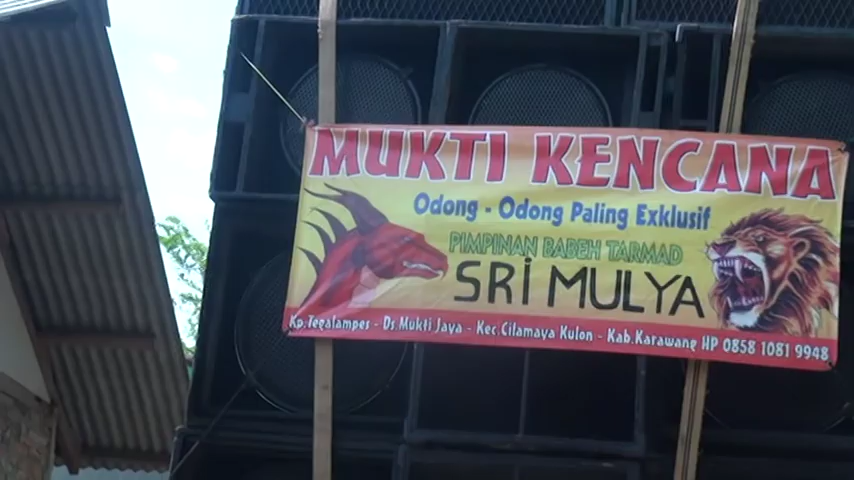 MUKTI KENCANA
Odong - Odong Paling Exklusif
PIMPINAN BABEH TARMAD
SRI MULYA
Kp.Tegalampes - Ds.Mukti Jaya - Kec.Cilamaya Kulon - Kab.Karawang HP 0858 1081 9948